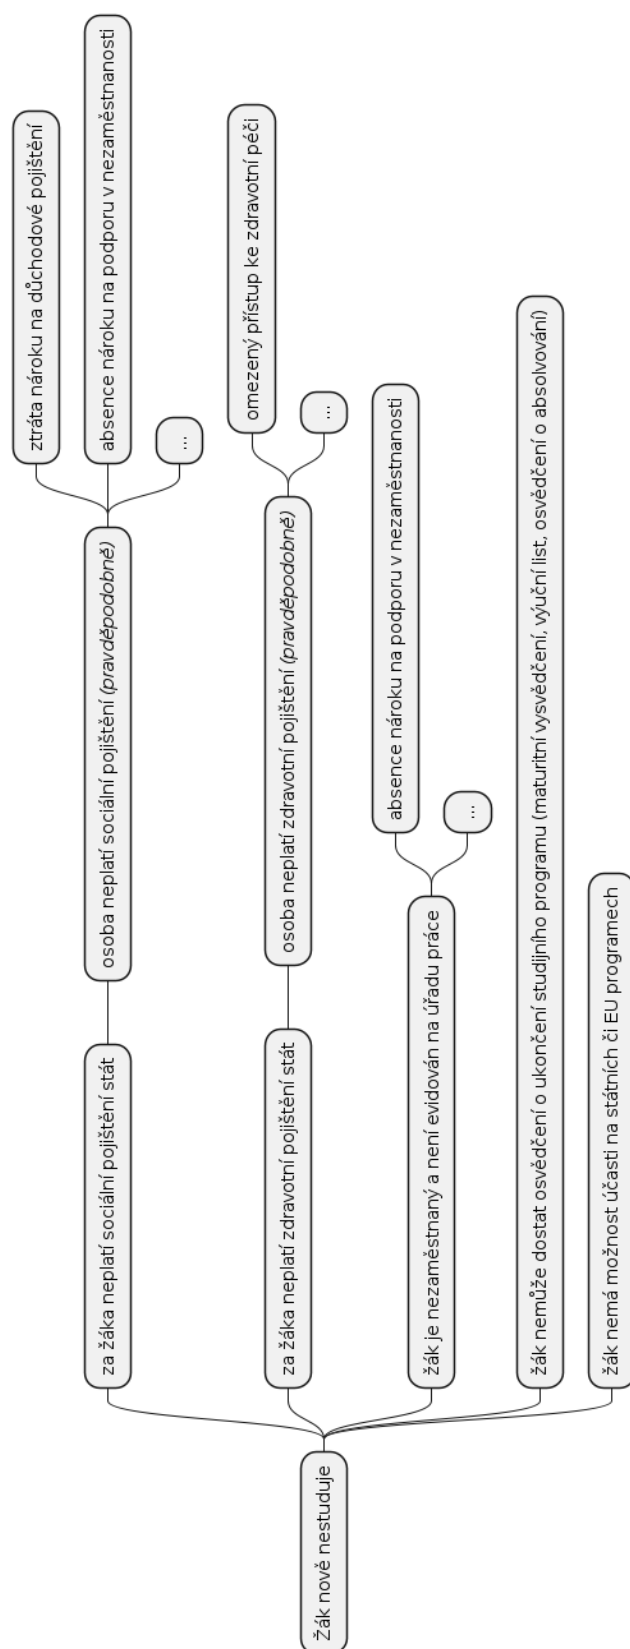 Žák nově nestuduje
za žáka neplatí sociální pojištění stát
osoba neplatí sociální pojištění (pravděpodobně)
ztráta nároku na důchodové pojištění
absence nároku na podporu v nezaměstnanosti
...
za žáka neplatí zdravotní pojištění stát
osoba neplatí zdravotní pojištění (pravděpodobně)
omezený přístup ke zdravotní péči
...
žák je nezaměstnaný a není evidován na úřadu práce
absence nároku na podporu v nezaměstnanosti
...
žák nemůže dostat osvědčení o ukončení studijního programu (maturitní vysvědčení, výuční list, osvědčení o absolvování)
žák nemá možnost účasti na státních či EU programech